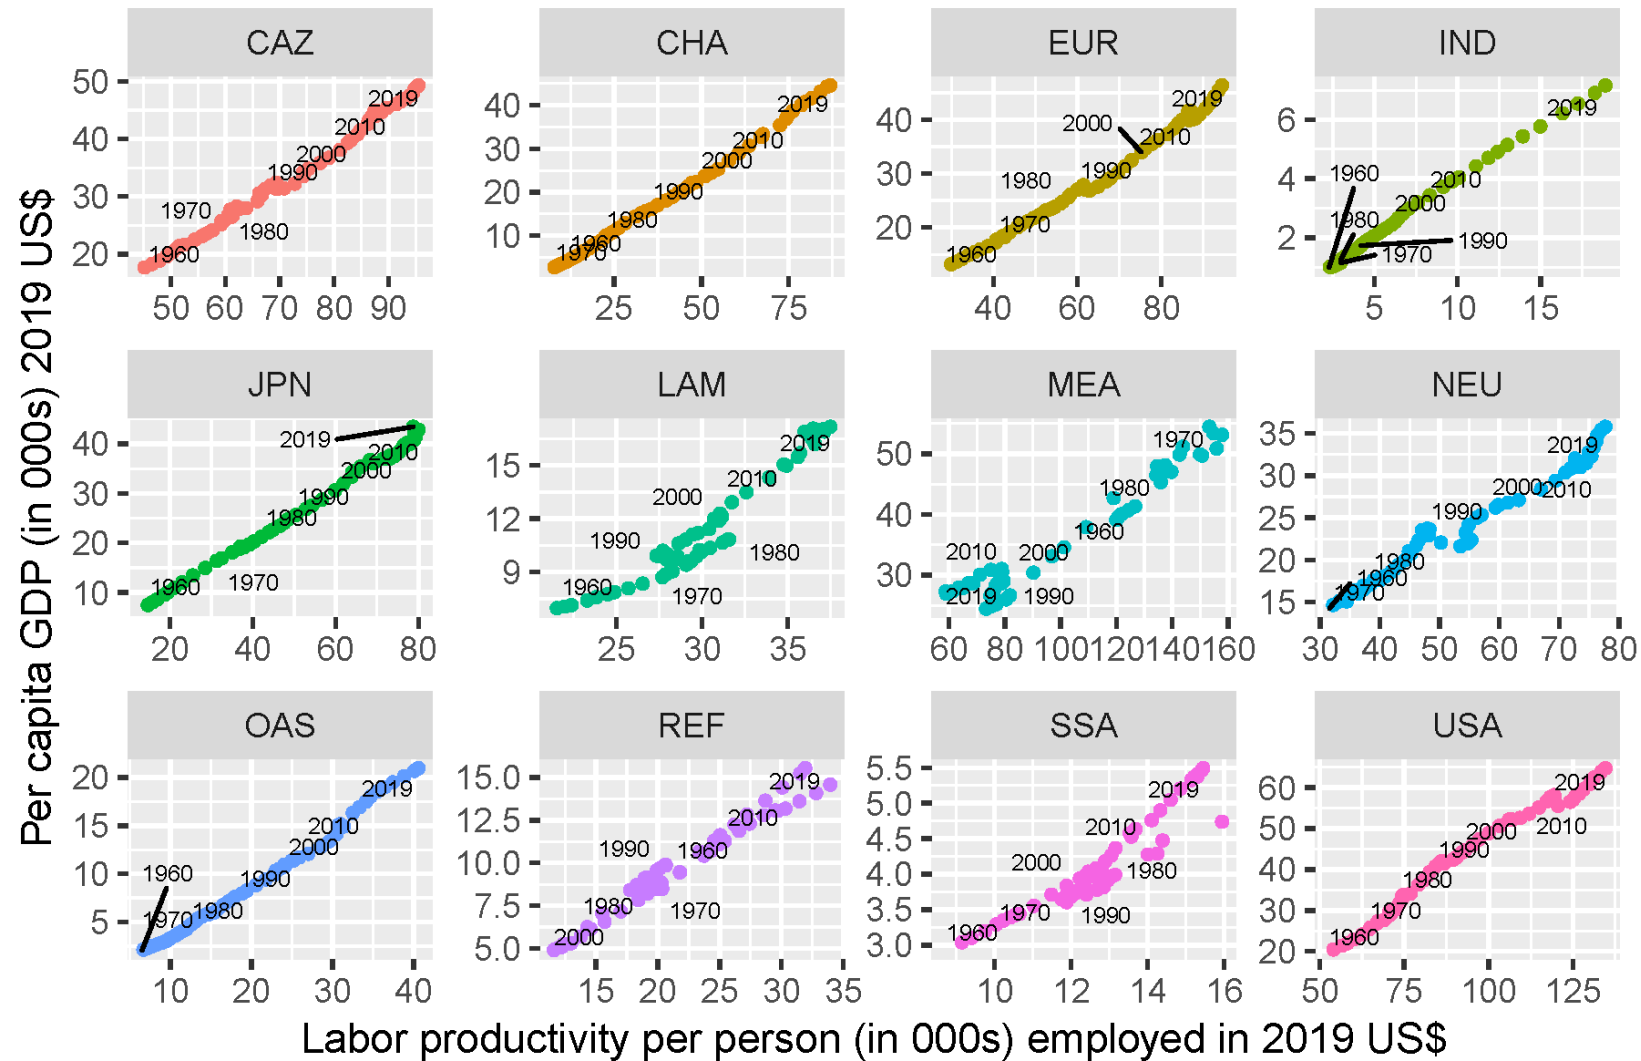 CAZ CHA EUR IND
50 40 30 20
1960 1970 1980 1990 2000 2010 2019
50 60 70 80 90
40 30 20 10
1960 1970 1980 1990 2000 2010 2019
25 50 75
40 30 20
1960 1970 1980 1990 2000 2010 2019
40 60 80
6 4 2
1960 1970 1980 1990 2000 2010 2019
5 10 15
JPN LAM MEA NEU
40 30 20 10
1960 1970 1980 1990 2000 2010 2019
20 40 60 80
15 12 9
1960 1970 1980 1990 2000 2010 2019
25 30 35
50 40 30
1960 1970 1980 1990 2000 2010 2019
60 80 100 120 140 160
35 30 25 20 15
1960 1970 1980 1990 2000 2010 2019
30 40 50 60 70 80
OAS REF SSA USA
20 15 10 5
1960 1970 1980 1990 2000 2010 2019
10 20 30 40
15.0 12.5 10.0 7.5 5.0
1960 1970 1980 1990 2000 2010 2019
15 20 25 30 35
5.5 5.0 4.5 4.0 3.5 3.0
1960 1970 1980 1990 2000 2010 2019
10 12 14 16
60 50 40 30 20
1960 1970 1980 1990 2000 2010 2019
50 75 100 125
Per capita GDP (in 000s) 2019 US$
Labor productivity per person (in 000s) employed in 2019 US$